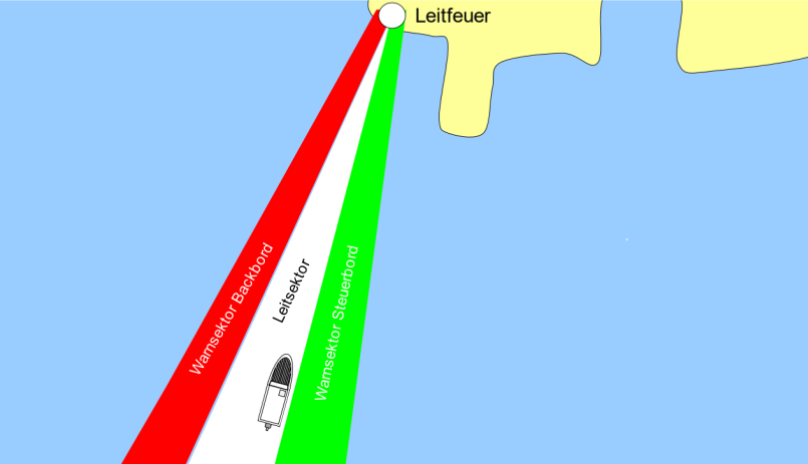 Leitfeuer
Warnsektor Backbord
Leitsektor
Warnsektor Steuerbord